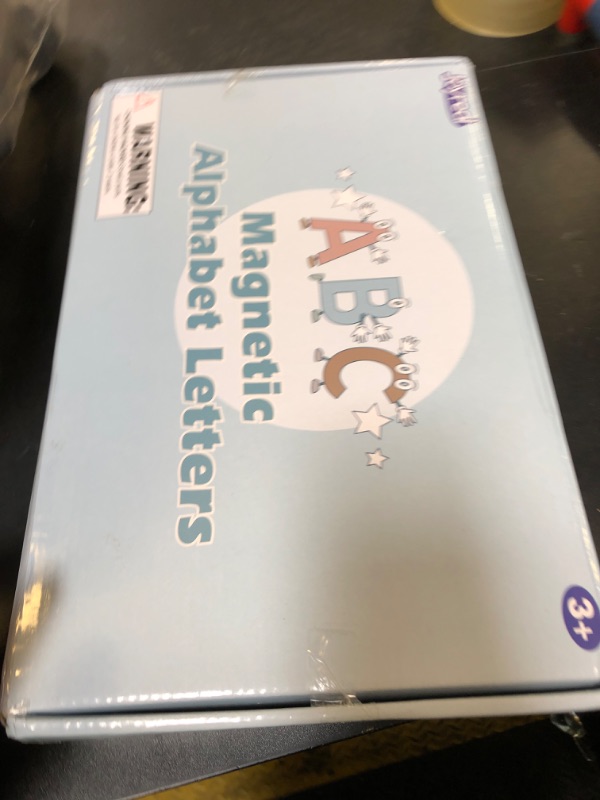 ABC
Magnetic
Alphabet Letters
3+
WARNING: